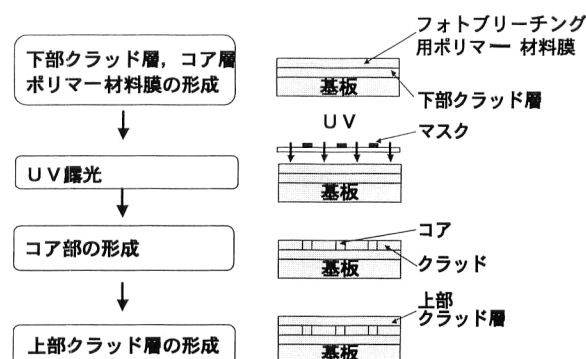 下部クラッド層，コア層
ポリマー材料膜の形成
フォトブリーチング
用ポリマー 材料膜
基板
下部クラッド層
ＵＶ
マスク
ＵＶ露光
基板
コア部の形成
コア
クラッド
基板
上部クラッド層の形成
上部
クラッド層
基板